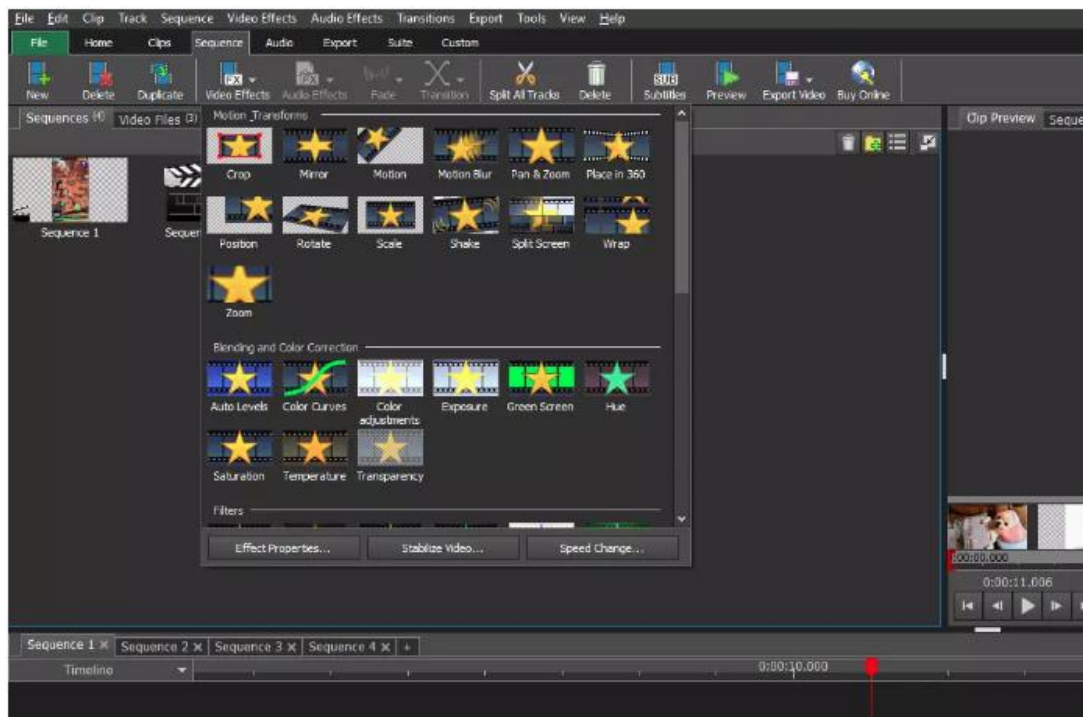 File Edit Clip Track Sequence Video Effects Audio Effects Transitions Export Tools View Help
File Home Clips Sequence Audio Export Suite Custom
New Delete Duplicate Video Effects Audio Effects Fade Transition Split All Tracks Delete Subtitles Preview Export Video Buy Online
Sequences (4) Video Files (3) Clip Preview Seque
Motion_Transforms
Crop Mirror Motion Motion Blur Pan & Zoom Place in 360
Sequence 1 Sequer
Position Rotate Scale Shake Split Screen Wrap
Zoom
Blending and Color Correction
Auto Levels Color Curves Color adjustments Exposure Green Screen Hue
Saturation Temperature Transparency
Filters
Effect Properties... Stabilize Video... Speed Change...
0:00:00.000
0:00:11.006
Sequence 1 Sequence 2 Sequence 3 Sequence 4 +
Timeline 0:00:10.000